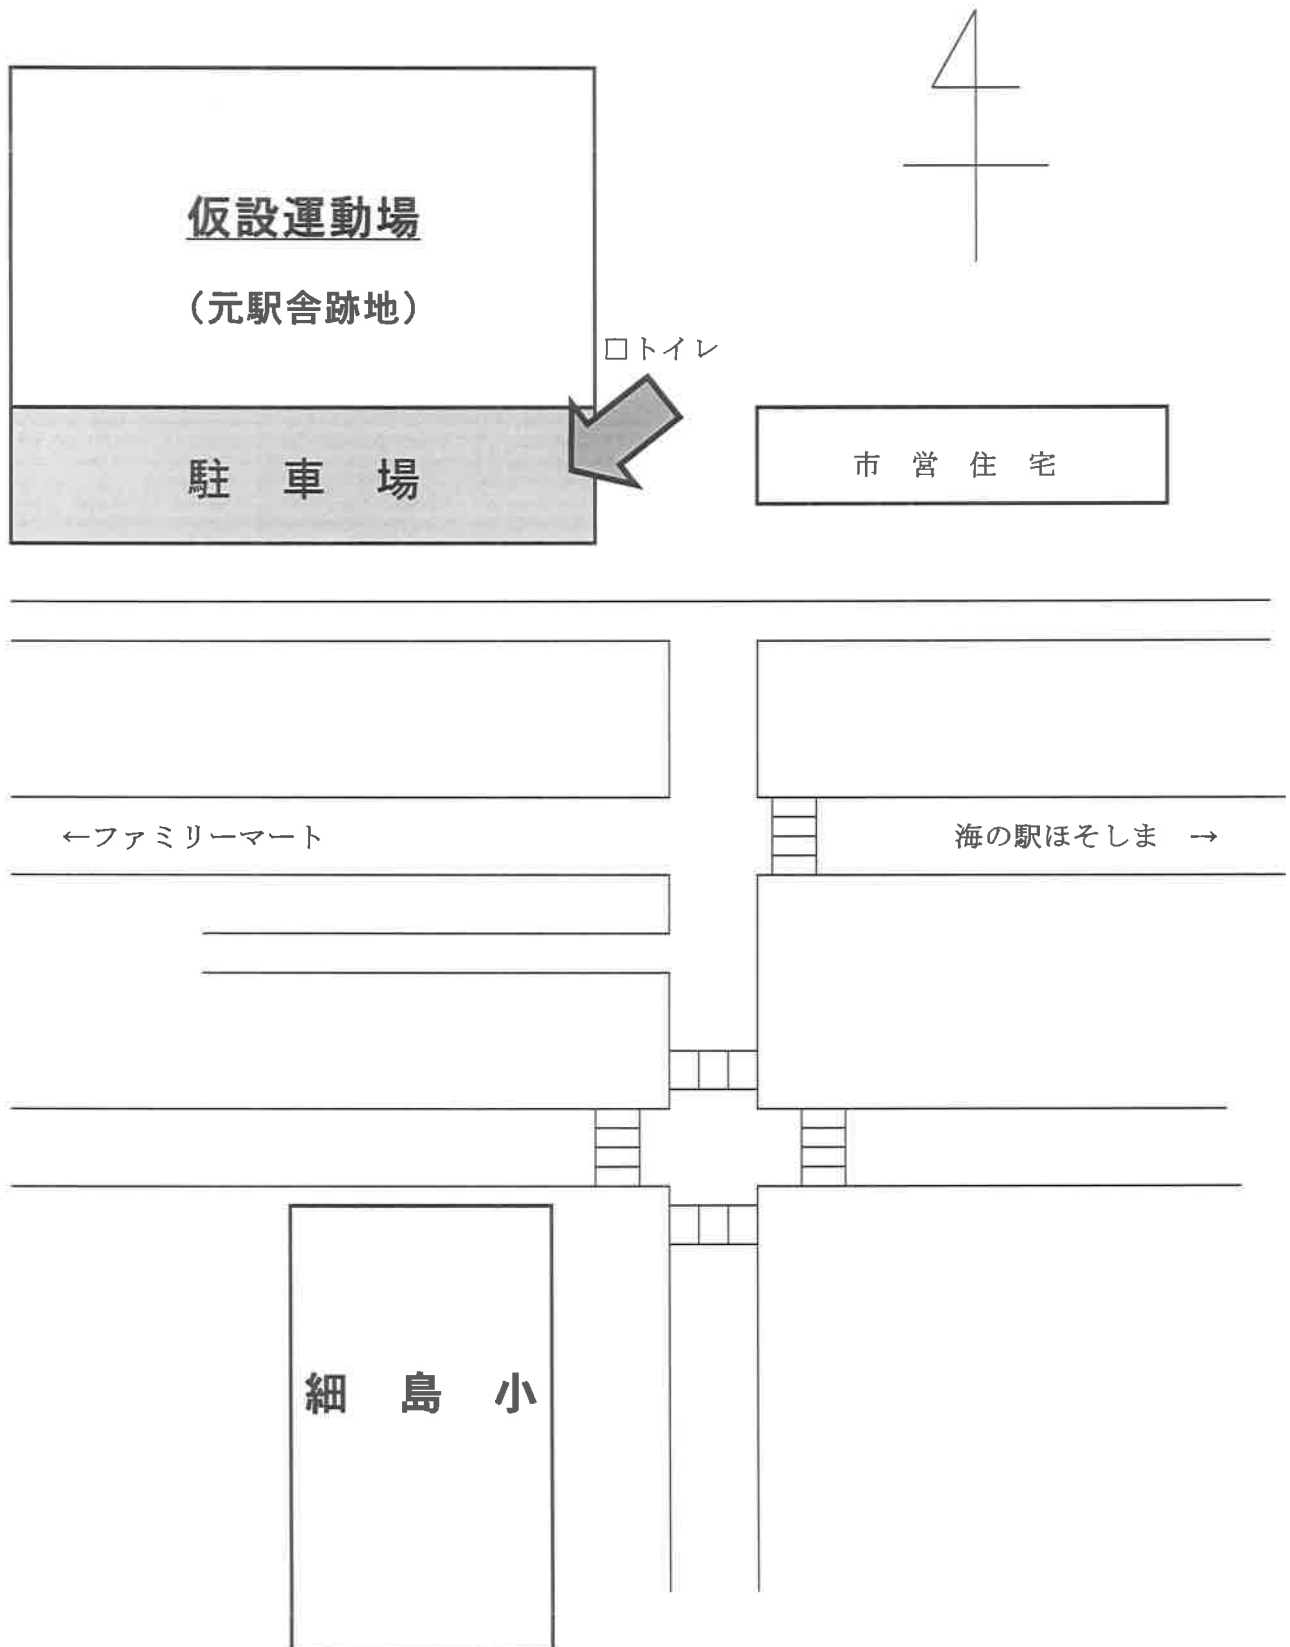 仮設運動場
（元駅舎跡地）
□トイレ
駐　車　場
市　営　住　宅
←ファミリーマート
海の駅ほそしま　→
細　島　小